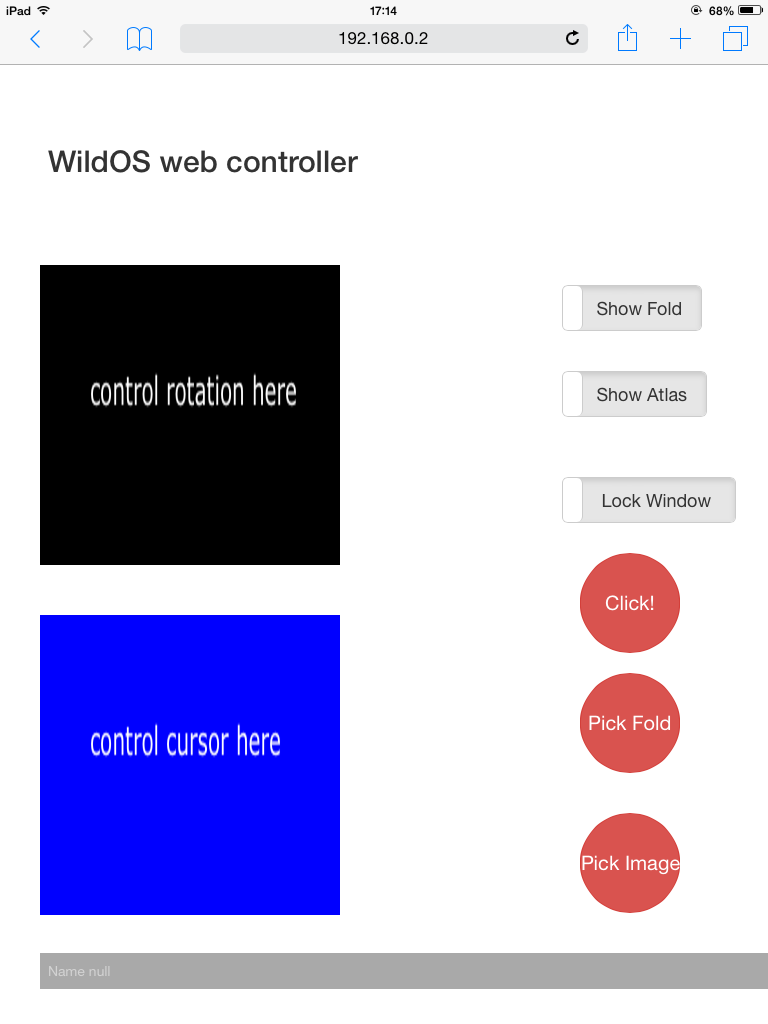 iPad 17:14 68%
192.168.0.2
WildOS web controller
control rotation here
Show Fold
Show Atlas
Lock Window
Click!
control cursor here
Pick Fold
Pick Image
Name null